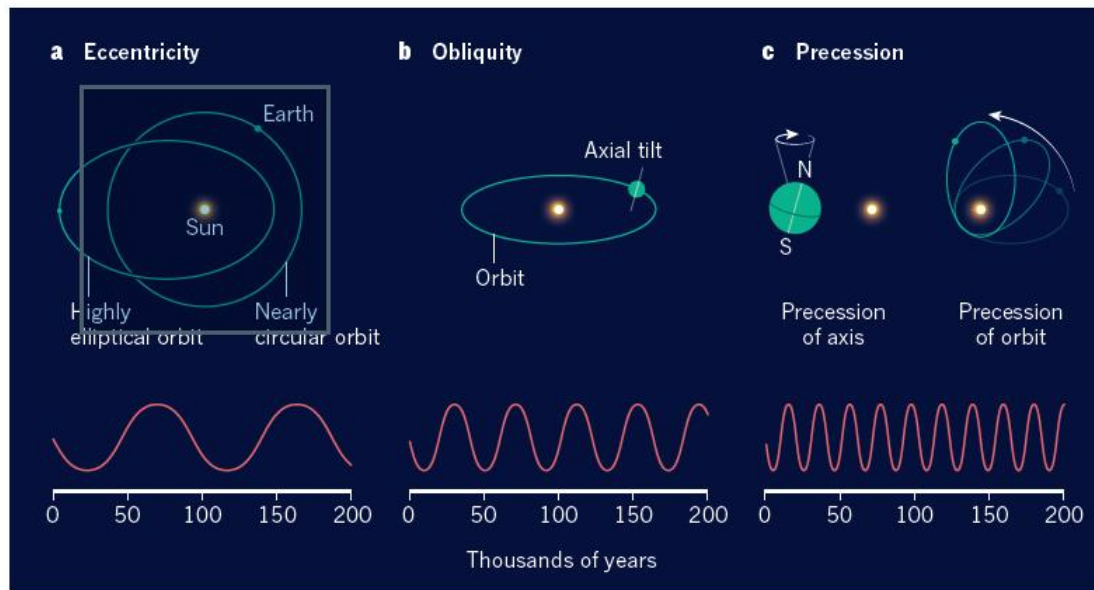 a Eccentricity
Earth
Sun
Highly
elliptical orbit
Nearly
circular orbit
0 50 100 150 200
b Obliquity
Axial tilt
Orbit
0 50 100 150 200
c Precession
N
S
Precession
of axis
Precession
of orbit
0 50 100 150 200
Thousands of years